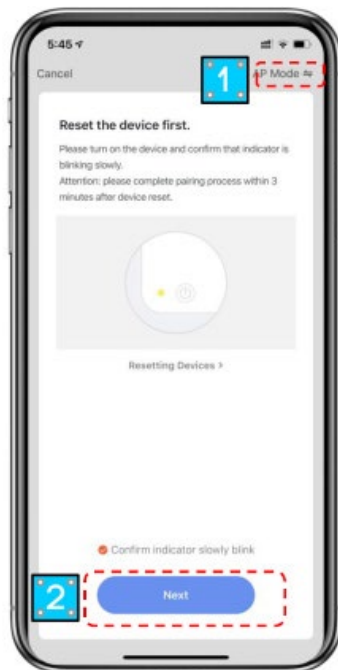 5:45
Cancel
1
AP Mode
Reset the device first.
Please turn on the device and confirm that indicator is
blinking slowly.
Attention: please complete pairing process within 3
minutes after device reset.
Resetting Devices >
Confirm indicator slowly blink
2
Next